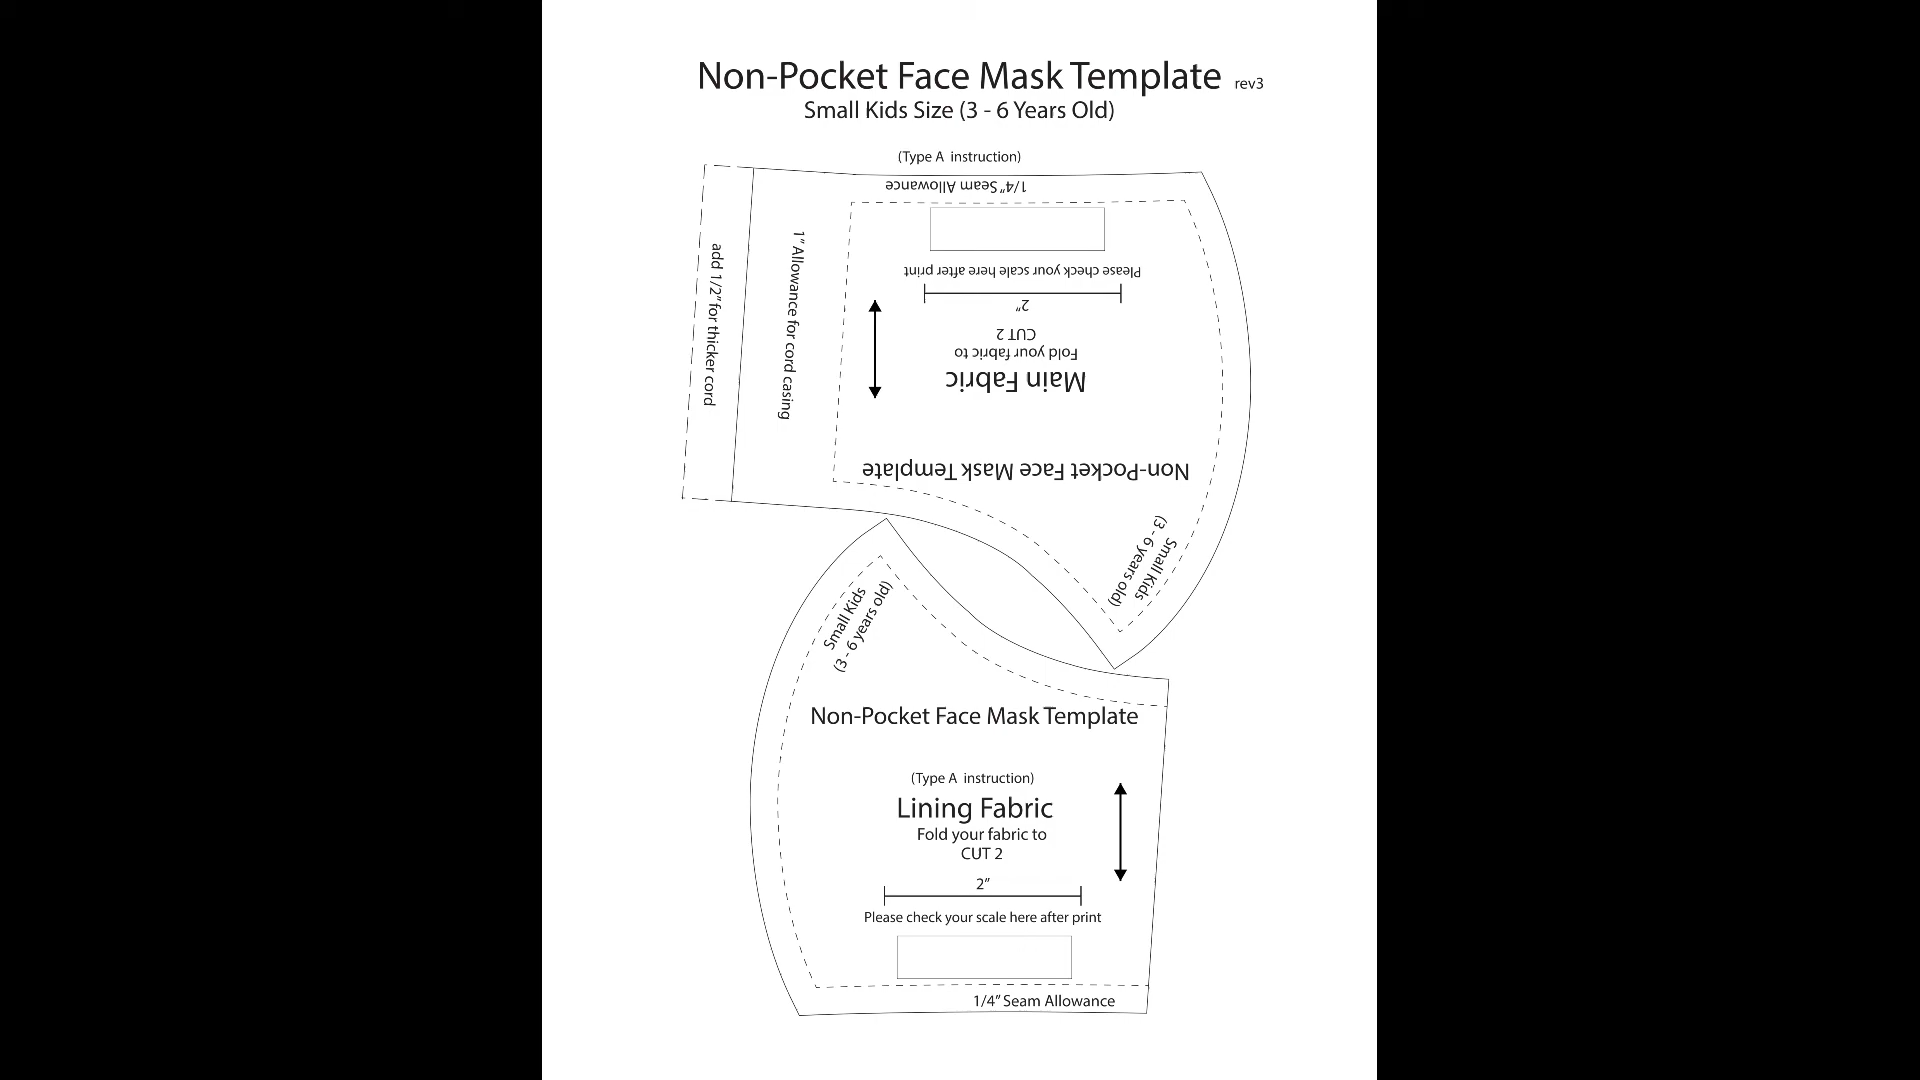 Non-Pocket Face Mask Template rev3
Small Kids Size (3 - 6 Years Old)
(Type A instruction)
1/4" Seam Allowance
add 1/2" for thicker cord
1" Allowance for cord casing
Please check your scale here after print
2"
CUT 2
Fold your fabric to
Main Fabric
Non-Pocket Face Mask Template
Small Kids
(3 - 6 years old)
Small Kids
(3 - 6 years old)
Non-Pocket Face Mask Template
(Type A instruction)
Lining Fabric
Fold your fabric to
CUT 2
2"
Please check your scale here after print
1/4" Seam Allowance